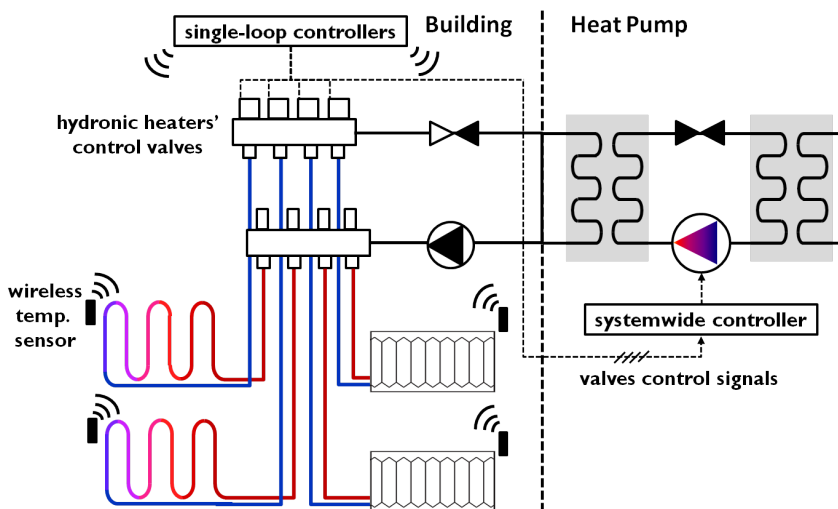 single-loop controllers
Building
Heat Pump
hydronic heaters'
control valves
wireless
temp.
sensor
systemwide controller
valves control signals